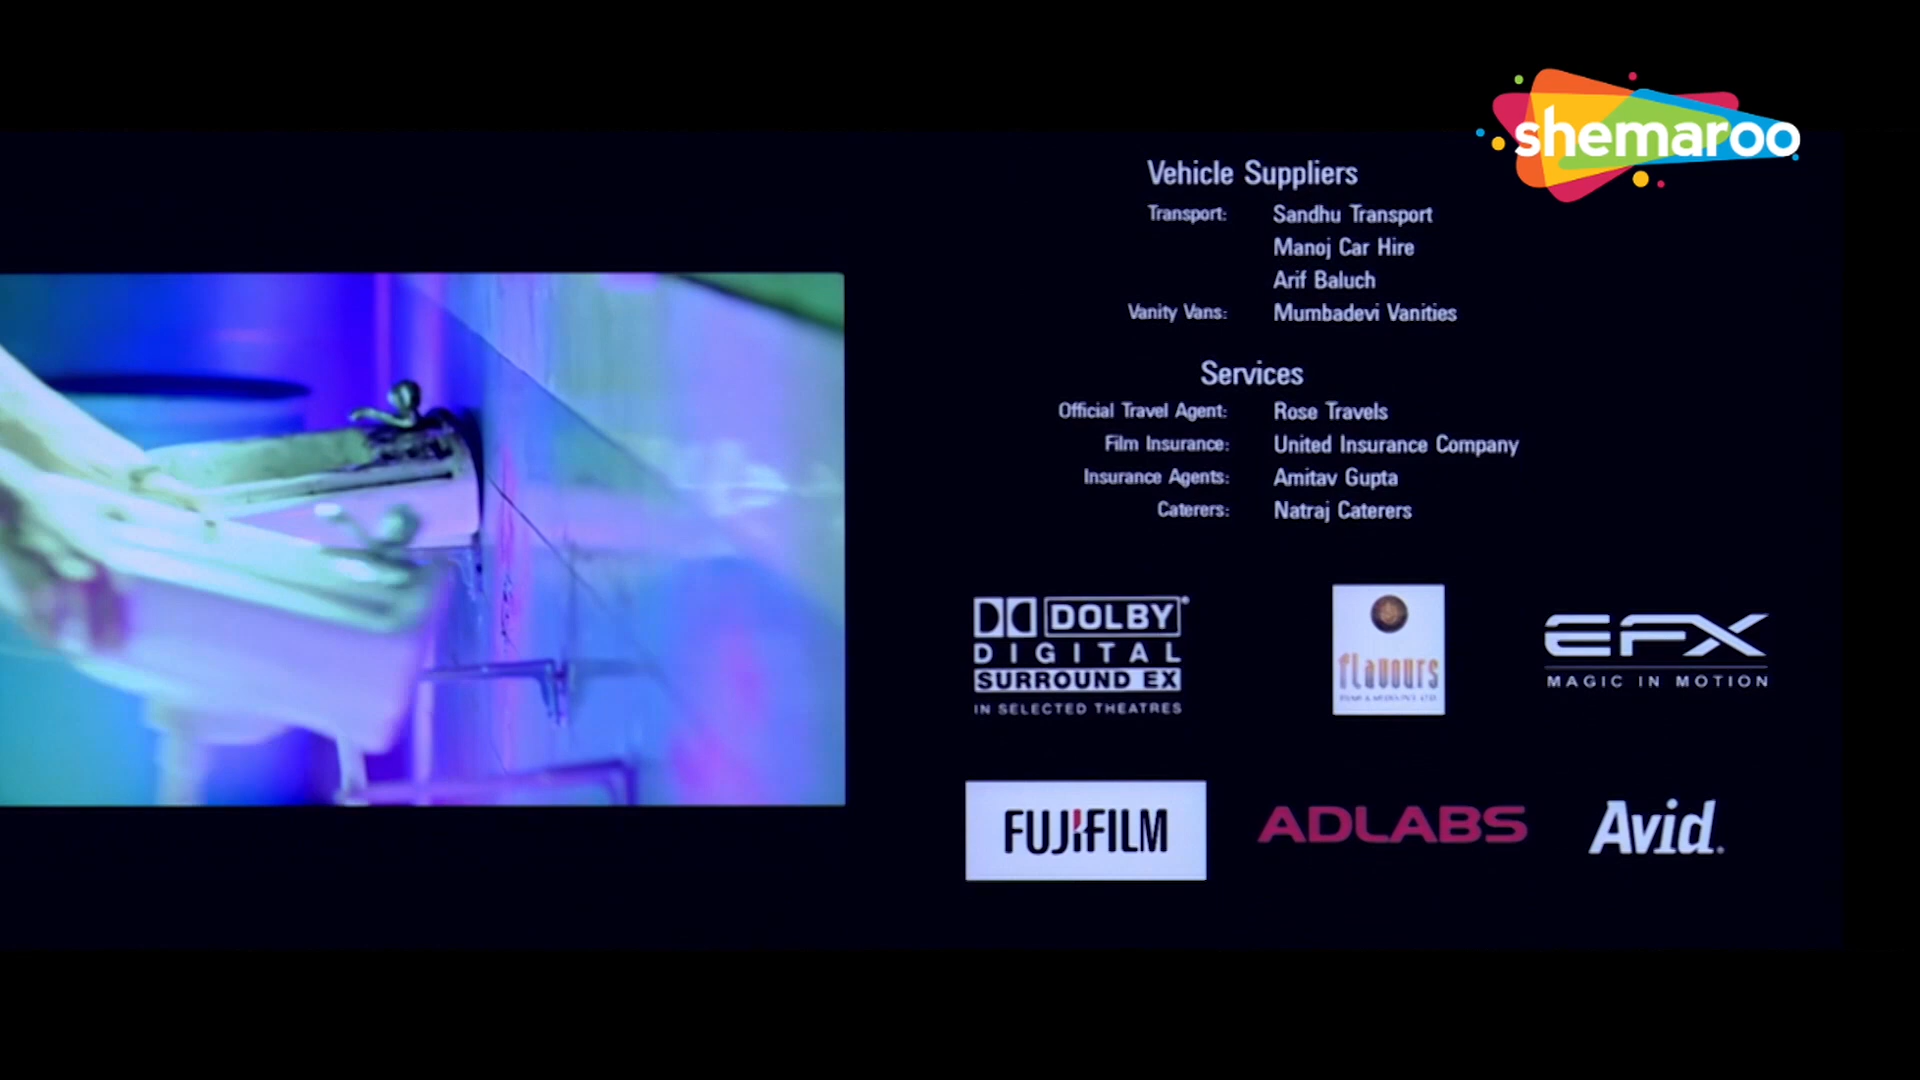 shemaroo
Vehicle Suppliers
Transport: Sandhu Transport
Manoj Car Hire
Arif Baluch
Vanity Vans: Mumbadevi Vanities
Services
Official Travel Agent: Rose Travels
Film Insurance: United Insurance Company
Insurance Agents: Amitav Gupta
Caterers: Natraj Caterers
DOLBY
DIGITAL
SURROUND EX
IN SELECTED THEATRES
flavours
EFX
MAGIC IN MOTION
FUJIFILM
ADLABS
Avid